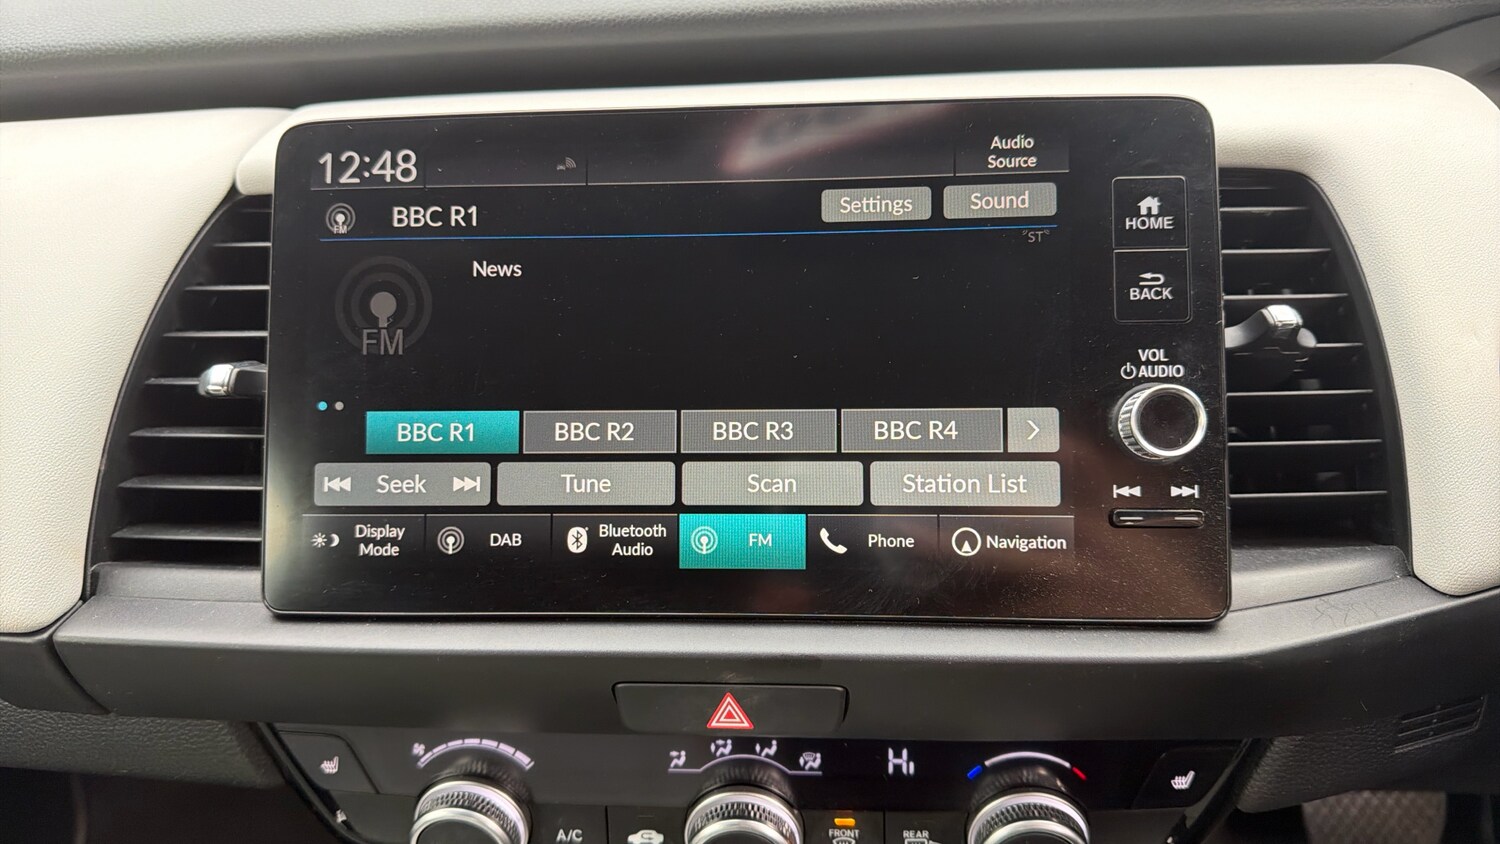 12:48
Audio
Source
FM
BBC R1
Settings
Sound
"ST"
HOME
News
BACK
FM
VOL
AUDIO
BBC R1
BBC R2
BBC R3
BBC R4
Seek
Tune
Scan
Station List
Display
Mode
DAB
Bluetooth
Audio
FM
Phone
Navigation
Hi
A/C
FRONT
REAR